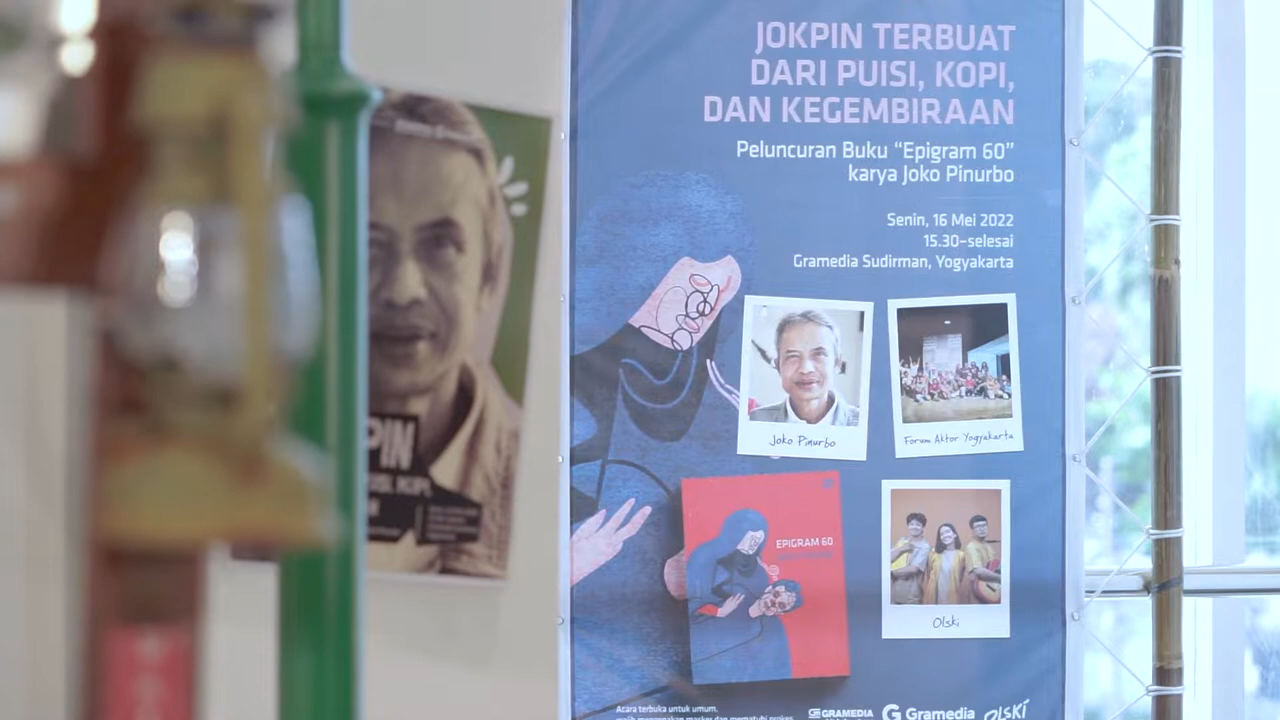 JOKPIN TERBUAT
DARI PUISI, KOPI,
DAN KEGEMBIRAAN
Peluncuran Buku “Epigram 60”
karya Joko Pinurbo
Senin, 16 Mei 2022
15.30-selesai
Gramedia Sudirman, Yogyakarta
Joko Pinurbo
Forum Aktor Yogyakarta
EPIGRAM 60
Olski
Acara terbuka untuk umum,
GRAMEDIA
Gramedia
OLSKI
PIN
KOPI,